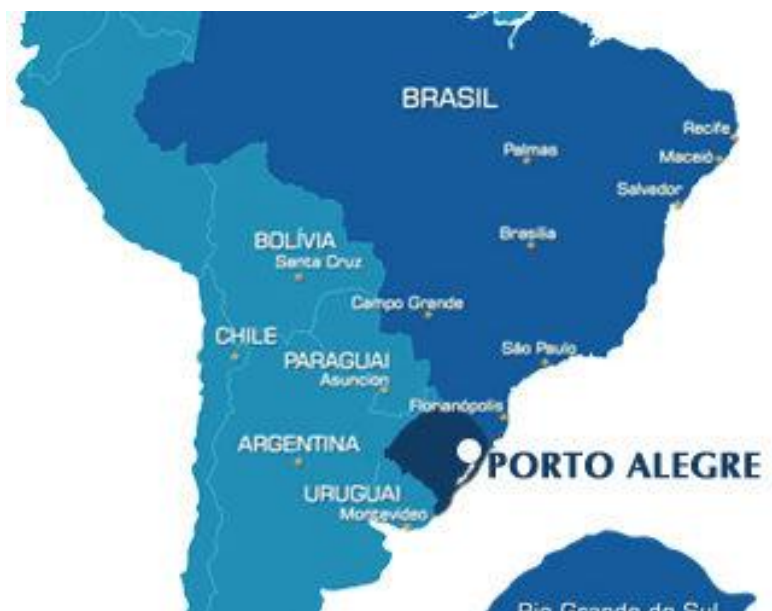 BRASIL
Recife
Palmas
Maceió
Salvador
Brasília
BOLÍVIA
Santa Cruz
Campo Grande
CHILE
São Paulo
PARAGUAI
Asunción
Florianópolis
ARGENTINA
PORTO ALEGRE
URUGUAI
Montevideo
Rio Grande do Sul